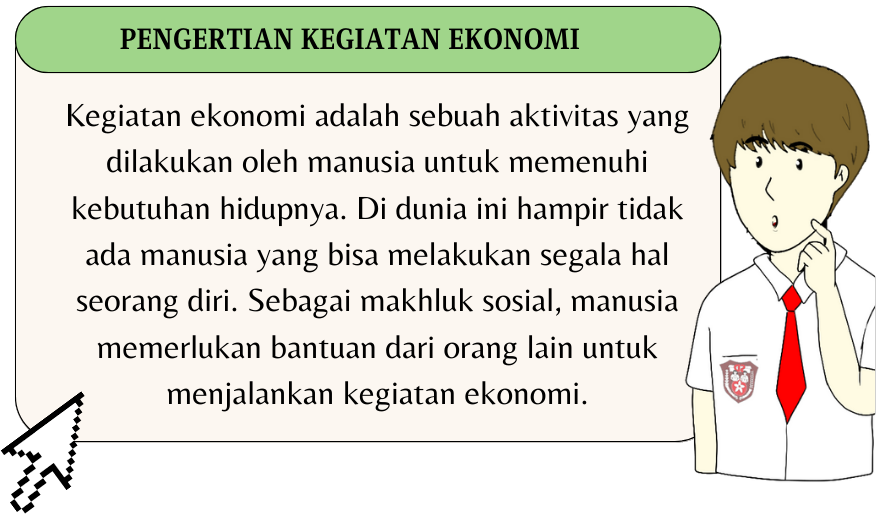 PENGERTIAN KEGIATAN EKONOMI
Kegiatan ekonomi adalah sebuah aktivitas yang
dilakukan oleh manusia untuk memenuhi
kebutuhan hidupnya. Di dunia ini hampir tidak
ada manusia yang bisa melakukan segala hal
seorang diri. Sebagai makhluk sosial, manusia
memerlukan bantuan dari orang lain untuk
menjalankan kegiatan ekonomi.